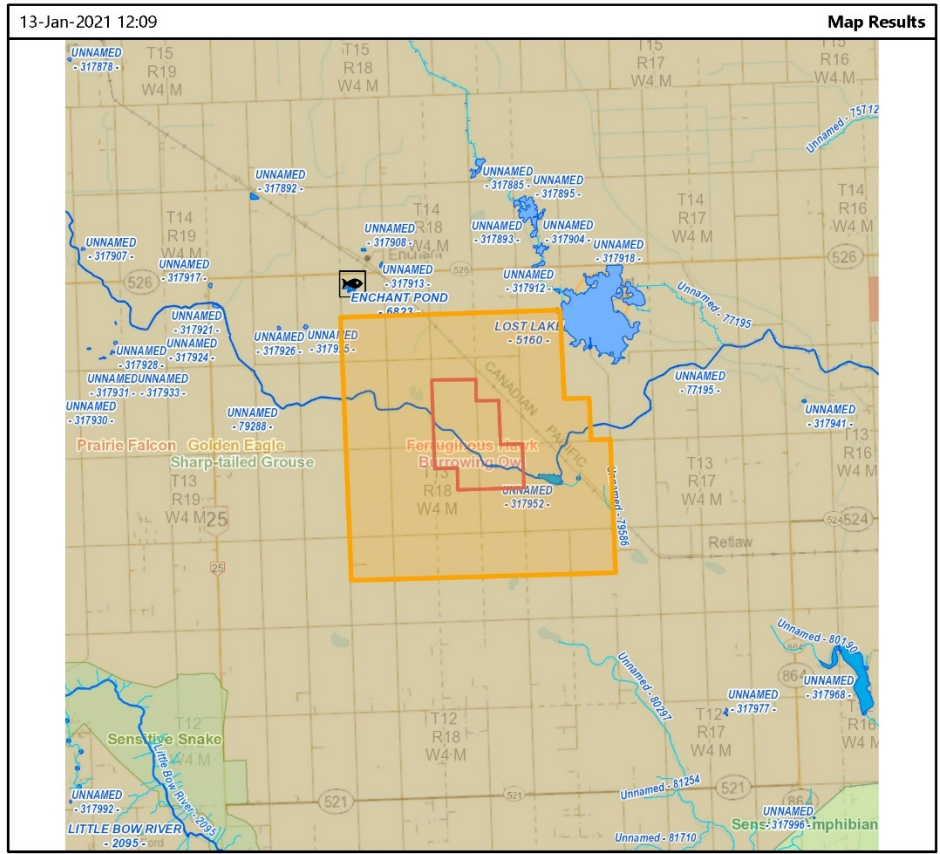 13-Jan-2021 12:09
Map Results
UNNAMED
- 317878 -
T15
R19
W4 M
T15
R18
W4 M
T15
R17
W4 M
T15
R16
W4 M
Unnamed - 75712
UNNAMED
- 317892 -
UNNAMED
- 317885 -
UNNAMED
- 317895 -
T14
R19
W4 M
T14
R18
W4 M
T14
R17
W4 M
T14
R16
W4 M
UNNAMED
- 317907 -
UNNAMED
- 317908 -
Enchant
UNNAMED
- 317893 -
UNNAMED
- 317904 -
UNNAMED
- 317918 -
526
UNNAMED
- 317917 -
526
UNNAMED
- 317913 -
526
UNNAMED
- 317912 -
ENCHANT POND
- 6823 -
Unnamed - 77195
UNNAMED
- 317921 -
UNNAMED
- 317926 -
LOST LAKE
- 5160 -
UNNAMED
- 317928 -
UNNAMED
- 317924 -
UNNAMED
- 317931 -
UNNAMED
- 317933 -
CANADIAN
PACIFIC
UNNAMED
- 77195 -
UNNAMED
- 317930 -
UNNAMED
- 79288 -
UNNAMED
- 317941 -
Prairie Falcon
Golden Eagle
Sharp-tailed Grouse
Ferruginous Hawk
Burrowing Owl
T13
R19
W4 M
25
T13
R18
W4 M
UNNAMED
- 317952 -
Unnamed - 79586
T13
R17
W4 M
T13
R16
W4 M
524
524
Retlaw
25
Unnamed - 80190
864
864
UNNAMED
- 317968 -
Unnamed - 80297
UNNAMED
- 317977 -
T12
W4 M
Sensitive Snake
Little Bow River - 2095
T12
R18
W4 M
T12
R17
W4 M
R16
W4 M
UNNAMED
- 317992 -
LITTLE BOW RIVER
- 2095 -
521
521
Unnamed - 81254
521
864
UNNAMED
- 317996 -
Unnamed - 81710